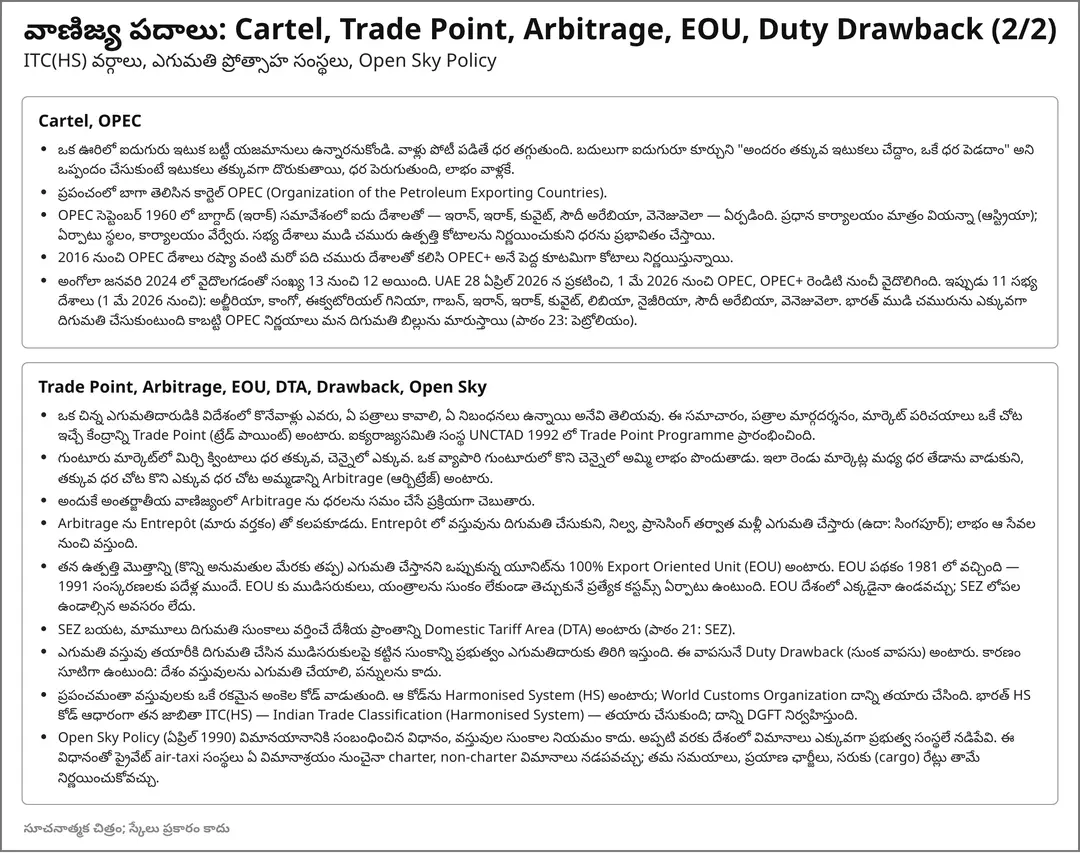 వాణిజ్య పదాలు: Cartel, Trade Point, Arbitrage, EOU, Duty Drawback (2/2)
ITC(HS) వర్గాలు, ఎగుమతి ప్రోత్సాహ సంస్థలు, Open Sky Policy
Cartel, OPEC
• ఒక ఊరిలో ఐదుగురు ఇటుక బట్టీ యజమానులు ఉన్నారనుకోండి. వాళ్లు పోటీ పడితే ధర తగ్గుతుంది. బదులుగా ఐదుగురూ కూర్చుని "అందరం తక్కువ ఇటుకలు చేద్దాం, ఒకే ధర పెడదాం" అని
ఒప్పందం చేసుకుంటే ఇటుకలు తక్కువగా దొరుకుతాయి, ధర పెరుగుతుంది, లాభం వాళ్లకే.
• ప్రపంచంలో బాగా తెలిసిన కార్టెల్ OPEC (Organization of the Petroleum Exporting Countries).
• OPEC సెప్టెంబర్ 1960 లో బాగ్దాద్ (ఇరాక్) సమావేశంలో ఐదు దేశాలతో — ఇరాన్, ఇరాక్, కువైట్, సౌదీ అరేబియా, వెనెజువెలా — ఏర్పడింది. ప్రధాన కార్యాలయం మాత్రం వియన్నా (ఆస్ట్రియా);
ఏర్పాటు స్థలం, కార్యాలయం వేర్వేరు. సభ్య దేశాలు ముడి చమురు ఉత్పత్తి కోటాలను నిర్ణయించుకుని ధరను ప్రభావితం చేస్తాయి.
• 2016 నుంచి OPEC దేశాలు రష్యా వంటి మరో పది చమురు దేశాలతో కలిసి OPEC+ అనే పెద్ద కూటమిగా కోటాలు నిర్ణయిస్తున్నాయి.
• అంగోలా జనవరి 2024 లో వైదొలగడంతో సంఖ్య 13 నుంచి 12 అయింది. UAE 28 ఏప్రిల్ 2026 న ప్రకటించి, 1 మే 2026 నుంచి OPEC, OPEC+ రెండిటి నుంచీ వైదొలిగింది. ఇప్పుడు 11 సభ్య
దేశాలు (1 మే 2026 నుంచి): అల్జీరియా, కాంగో, ఈక్వటోరియల్ గినియా, గాబన్, ఇరాన్, ఇరాక్, కువైట్, లిబియా, నైజీరియా, సౌదీ అరేబియా, వెనెజువెలా. భారత్ ముడి చమురును ఎక్కువగా
దిగుమతి చేసుకుంటుంది కాబట్టి OPEC నిర్ణయాలు మన దిగుమతి బిల్లును మారుస్తాయి (పాఠం 23: పెట్రోలియం).
Trade Point, Arbitrage, EOU, DTA, Drawback, Open Sky
• ఒక చిన్న ఎగుమతిదారుడికి విదేశంలో కొనేవాళ్లు ఎవరు, ఏ పత్రాలు కావాలి, ఏ నిబంధనలు ఉన్నాయి అనేవి తెలియవు. ఈ సమాచారం, పత్రాల మార్గదర్శనం, మార్కెట్ పరిచయాలు ఒకే చోట
ఇచ్చే కేంద్రాన్ని Trade Point (ట్రేడ్ పాయింట్) అంటారు. ఐక్యరాజ్యసమితి సంస్థ UNCTAD 1992 లో Trade Point Programme ప్రారంభించింది.
• గుంటూరు మార్కెట్‌లో మిర్చి క్వింటాలు ధర తక్కువ, చెన్నైలో ఎక్కువ. ఒక వ్యాపారి గుంటూరులో కొని చెన్నైలో అమ్మి లాభం పొందుతాడు. ఇలా రెండు మార్కెట్ల మధ్య ధర తేడాను వాడుకుని,
తక్కువ ధర చోట కొని ఎక్కువ ధర చోట అమ్మడాన్ని Arbitrage (ఆర్బిట్రేజ్) అంటారు.
• అందుకే అంతర్జాతీయ వాణిజ్యంలో Arbitrage ను ధరలను సమం చేసే ప్రక్రియగా చెబుతారు.
• Arbitrage ను Entrepôt (మారు వర్తకం) తో కలపకూడదు. Entrepôt లో వస్తువును దిగుమతి చేసుకుని, నిల్వ, ప్రాసెసింగ్ తర్వాత మళ్లీ ఎగుమతి చేస్తారు (ఉదా: సింగపూర్); లాభం ఆ సేవల
నుంచి వస్తుంది.
• తన ఉత్పత్తి మొత్తాన్ని (కొన్ని అనుమతుల మేరకు తప్ప) ఎగుమతి చేస్తానని ఒప్పుకున్న యూనిట్‌ను 100% Export Oriented Unit (EOU) అంటారు. EOU పథకం 1981 లో వచ్చింది —
1991 సంస్కరణలకు పదేళ్ల ముందే. EOU కు ముడిసరుకులు, యంత్రాలను సుంకం లేకుండా తెచ్చుకునే ప్రత్యేక కస్టమ్స్ ఏర్పాటు ఉంటుంది. EOU దేశంలో ఎక్కడైనా ఉండవచ్చు; SEZ లోపల
ఉండాల్సిన అవసరం లేదు.
• SEZ బయట, మామూలు దిగుమతి సుంకాలు వర్తించే దేశీయ ప్రాంతాన్ని Domestic Tariff Area (DTA) అంటారు (పాఠం 21: SEZ).
• ఎగుమతి వస్తువు తయారీకి దిగుమతి చేసిన ముడిసరుకులపై కట్టిన సుంకాన్ని ప్రభుత్వం ఎగుమతిదారుకు తిరిగి ఇస్తుంది. ఈ వాపసునే Duty Drawback (సుంక వాపసు) అంటారు. కారణం
సూటిగా ఉంటుంది: దేశం వస్తువులను ఎగుమతి చేయాలి, పన్నులను కాదు.
• ప్రపంచమంతా వస్తువులకు ఒకే రకమైన అంకెల కోడ్ వాడుతుంది. ఆ కోడ్‌ను Harmonised System (HS) అంటారు; World Customs Organization దాన్ని తయారు చేసింది. భారత్ HS
కోడ్ ఆధారంగా తన జాబితా ITC(HS) — Indian Trade Classification (Harmonised System) — తయారు చేసుకుంది; దాన్ని DGFT నిర్వహిస్తుంది.
• Open Sky Policy (ఏప్రిల్ 1990) విమానయానానికి సంబంధించిన విధానం, వస్తువుల సుంకాల నియమం కాదు. అప్పటి వరకు దేశంలో విమానాలు ఎక్కువగా ప్రభుత్వ సంస్థలే నడిపేవి. ఈ
విధానంతో ప్రైవేట్ air-taxi సంస్థలు ఏ విమానాశ్రయం నుంచైనా charter, non-charter విమానాలు నడపవచ్చు; తమ సమయాలు, ప్రయాణ ఛార్జీలు, సరుకు (cargo) రేట్లు తామే
నిర్ణయించుకోవచ్చు.
సూచనాత్మక చిత్రం; స్కేలు ప్రకారం కాదు